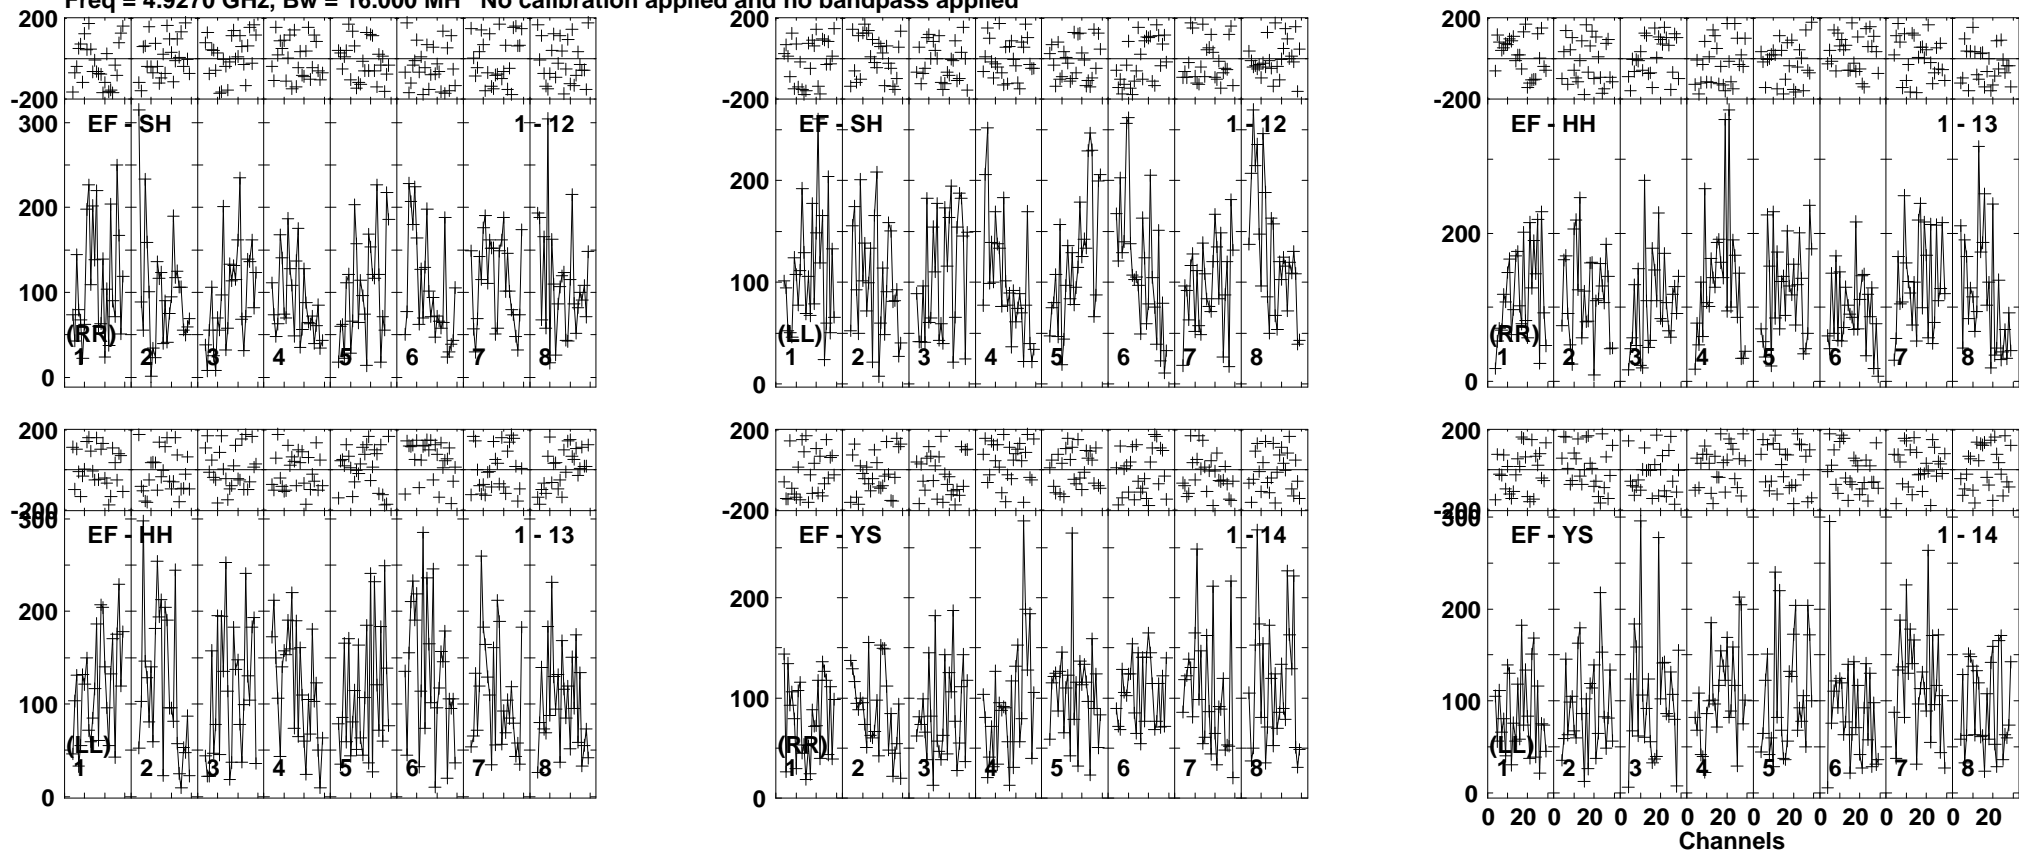 Freq = 4.9270 GHz, Bw = 16.000 MH No calibration applied and no bandpass applied
200 200 200
-200 -200 -200
300 EF - SH 1 - 12 EF - SH 1 - 12 EF - HH 1 - 13
200 200 200
100 100
(RR) (LL) (RR)
1 2 3 4 5 6 7 8 1 2 3 4 5 6 7 8 1 2 3 4 5 6 7 8
0 0 0
200 200 200
-200 -200 -200
300 EF - HH 1 - 13 EF - YS 1 - 14 300 EF - YS 1 - 14
200 200 200
100 100 100
(LL) (RR) (LL)
1 2 3 4 5 6 7 8 1 2 3 4 5 6 7 8 1 2 3 4 5 6 7 8
0 0 0
0 20 0 20 0 20 0 20 0 20 0 20 0 20 0 20
Channels